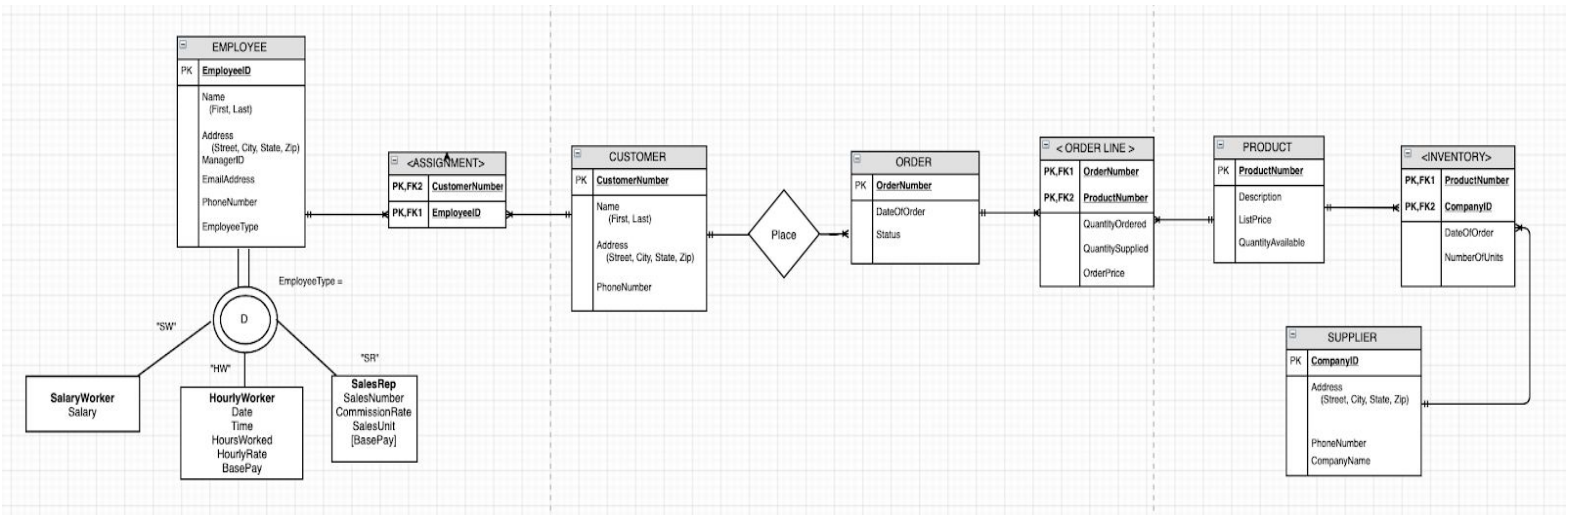 EMPLOYEE
PK EmployeeID
Name
(First, Last)
Address
(Street, City, State, Zip)
ManagerID
EmailAddress
PhoneNumber
EmployeeType
EmployeeType =
D
"SW"
"HW"
"SR"
SalaryWorker
Salary
HourlyWorker
Date
Time
HoursWorked
HourlyRate
BasePay
SalesRep
SalesNumber
CommissionRate
SalesUnit
[BasePay]
<ASSIGNMENT>
PK,FK2 CustomerNumber
PK,FK1 EmployeeID
CUSTOMER
PK CustomerNumber
Name
(First, Last)
Address
(Street, City, State, Zip)
PhoneNumber
Place
ORDER
PK OrderNumber
DateOfOrder
Status
< ORDER LINE >
PK,FK1 OrderNumber
PK,FK2 ProductNumber
QuantityOrdered
QuantitySupplied
OrderPrice
PRODUCT
PK ProductNumber
Description
ListPrice
QuantityAvailable
<INVENTORY>
PK,FK1 ProductNumber
PK,FK2 CompanyID
DateOfOrder
NumberOfUnits
SUPPLIER
PK CompanyID
Address
(Street, City, State, Zip)
PhoneNumber
CompanyName